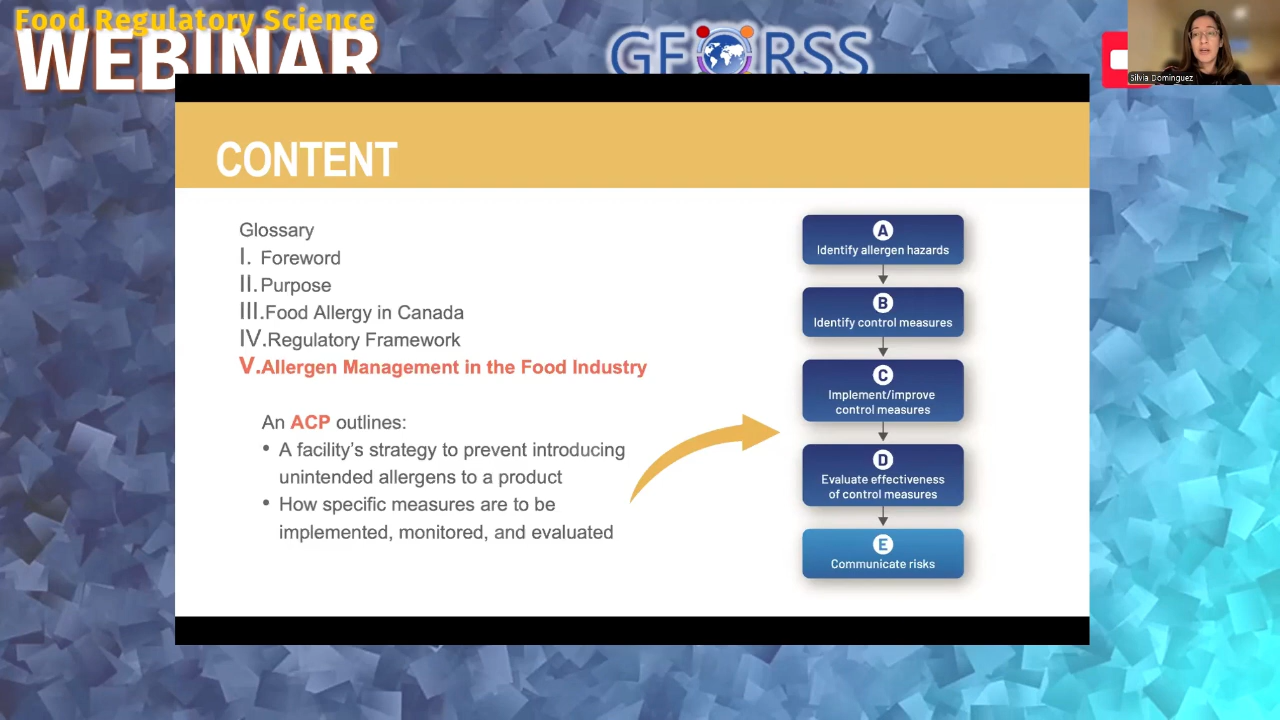 Food Regulatory Science
WEBINAR
GFORSS
Silvia Dominguez
CONTENT
Glossary
I. Foreword
II. Purpose
III. Food Allergy in Canada
IV. Regulatory Framework
V. Allergen Management in the Food Industry
An ACP outlines:
• A facility's strategy to prevent introducing
unintended allergens to a product
• How specific measures are to be
implemented, monitored, and evaluated
A
Identify allergen hazards
B
Identify control measures
C
Implement/improve
control measures
D
Evaluate effectiveness
of control measures
E
Communicate risks